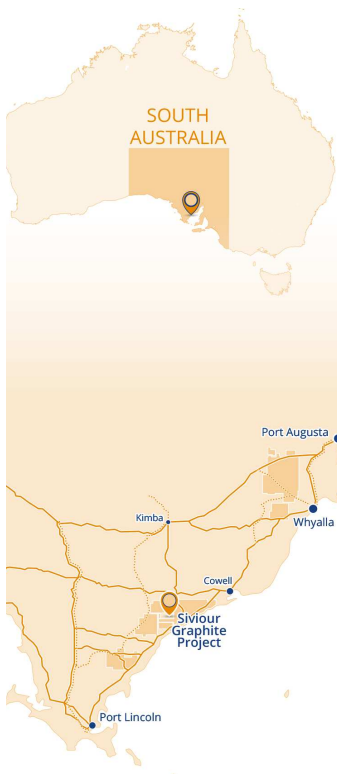 SOUTH
AUSTRALIA
Port Augusta
Kimba
Whyalla
Cowell
Siviour
Graphite
Project
Port Lincoln